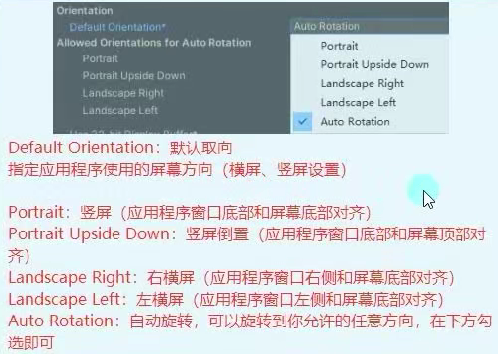 Orientation
Default Orientation*
Auto Rotation
Allowed Orientations for Auto Rotation
Portrait
Portrait Upside Down
Landscape Right
Landscape Left
Portrait
Portrait Upside Down
Landscape Right
Landscape Left
Auto Rotation
Default Orientation：默认取向
指定应用程序使用的屏幕方向（横屏、竖屏设置）
Portrait：竖屏（应用程序窗口底部和屏幕底部对齐）
Portrait Upside Down：竖屏倒置（应用程序窗口底部和屏幕顶部对
齐）
Landscape Right：右横屏（应用程序窗口右侧和屏幕底部对齐）
Landscape Left：左横屏（应用程序窗口左侧和屏幕底部对齐）
Auto Rotation：自动旋转，可以旋转到你允许的任意方向，在下方勾
选即可